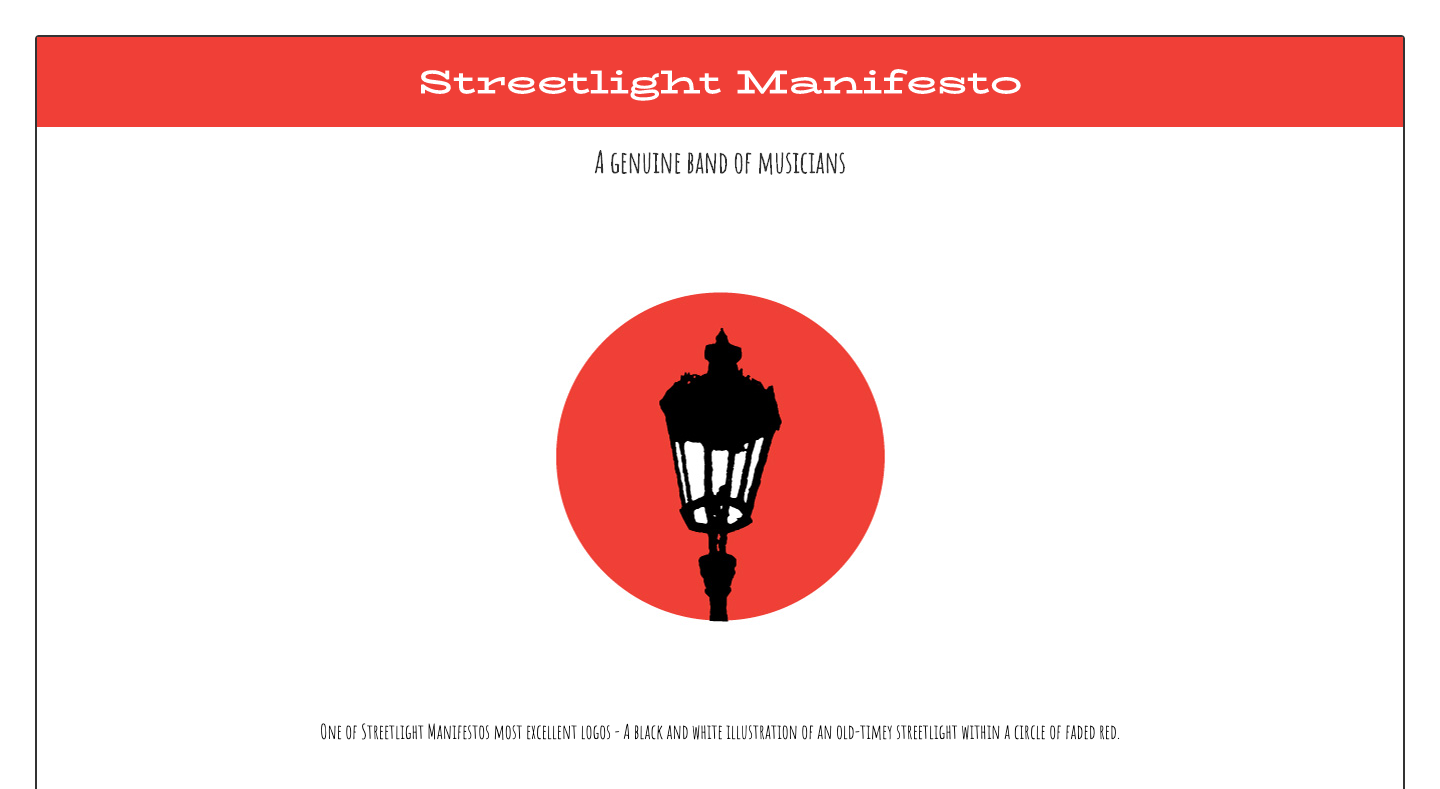 Streetlight Manifesto
A genuine band of musicians
One of Streetlight Manifestos most excellent logos - A black and white illustration of an old-timey streetlight within a circle of faded red.